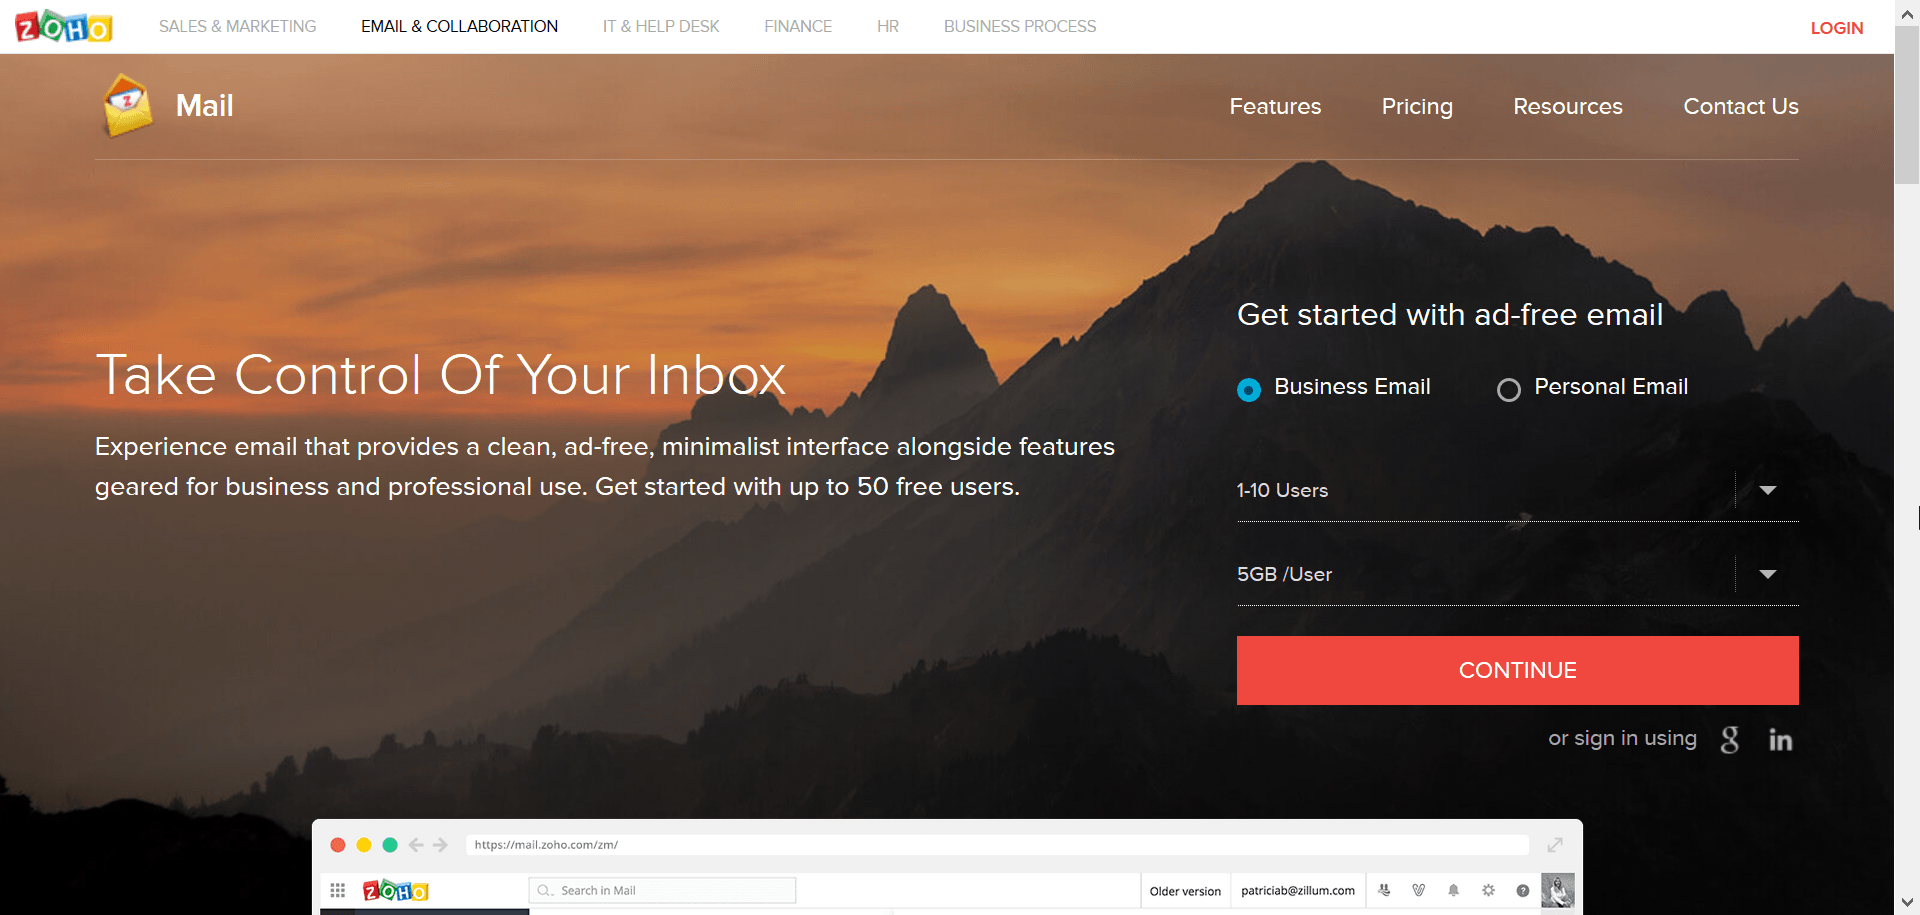 ZOHO
SALES & MARKETING
EMAIL & COLLABORATION
IT & HELP DESK
FINANCE
HR
BUSINESS PROCESS
LOGIN
Mail
Features
Pricing
Resources
Contact Us
Take Control Of Your Inbox
Experience email that provides a clean, ad-free, minimalist interface alongside features
geared for business and professional use. Get started with up to 50 free users.
Get started with ad-free email
Business Email
Personal Email
1-10 Users
5GB /User
CONTINUE
or sign in using
g
in
https://mail.zoho.com/zm/
ZOHO
Search in Mail
Older version
patriciab@zillum.com